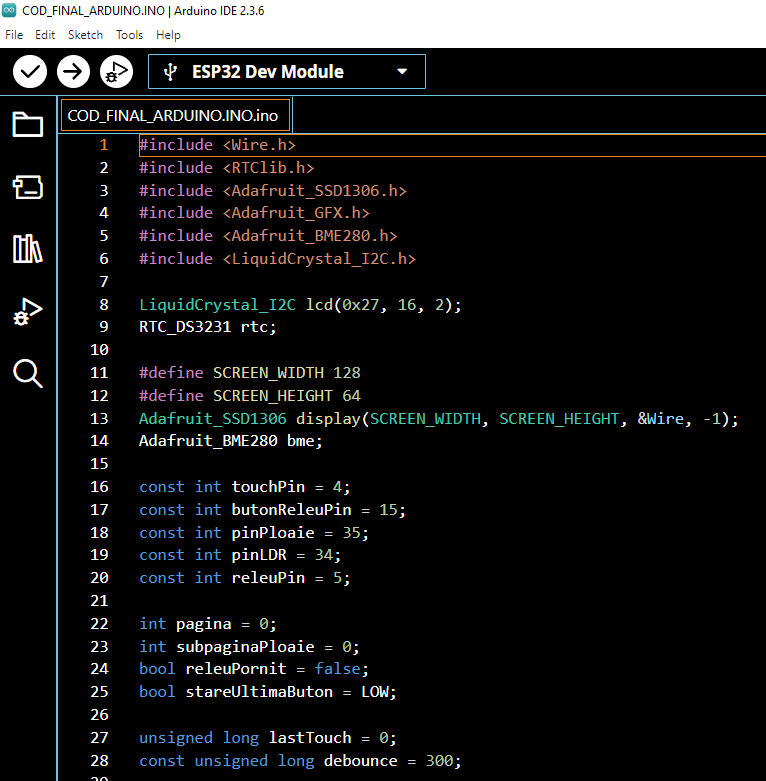 COD_FINAL_ARDUINO.INO | Arduino IDE 2.3.6
File Edit Sketch Tools Help
ESP32 Dev Module
COD_FINAL_ARDUINO.INO.ino
1 #include <Wire.h>
2 #include <RTClib.h>
3 #include <Adafruit_SSD1306.h>
4 #include <Adafruit_GFX.h>
5 #include <Adafruit_BME280.h>
6 #include <LiquidCrystal_I2C.h>
7
8 LiquidCrystal_I2C lcd(0x27, 16, 2);
9 RTC_DS3231 rtc;
10
11 #define SCREEN_WIDTH 128
12 #define SCREEN_HEIGHT 64
13 Adafruit_SSD1306 display(SCREEN_WIDTH, SCREEN_HEIGHT, &Wire, -1);
14 Adafruit_BME280 bme;
15
16 const int touchPin = 4;
17 const int butonReleuPin = 15;
18 const int pinPloaie = 35;
19 const int pinLDR = 34;
20 const int releuPin = 5;
21
22 int pagina = 0;
23 int subpaginaPloaie = 0;
24 bool releuPornit = false;
25 bool stareUltimaButon = LOW;
26
27 unsigned long lastTouch = 0;
28 const unsigned long debounce = 300;